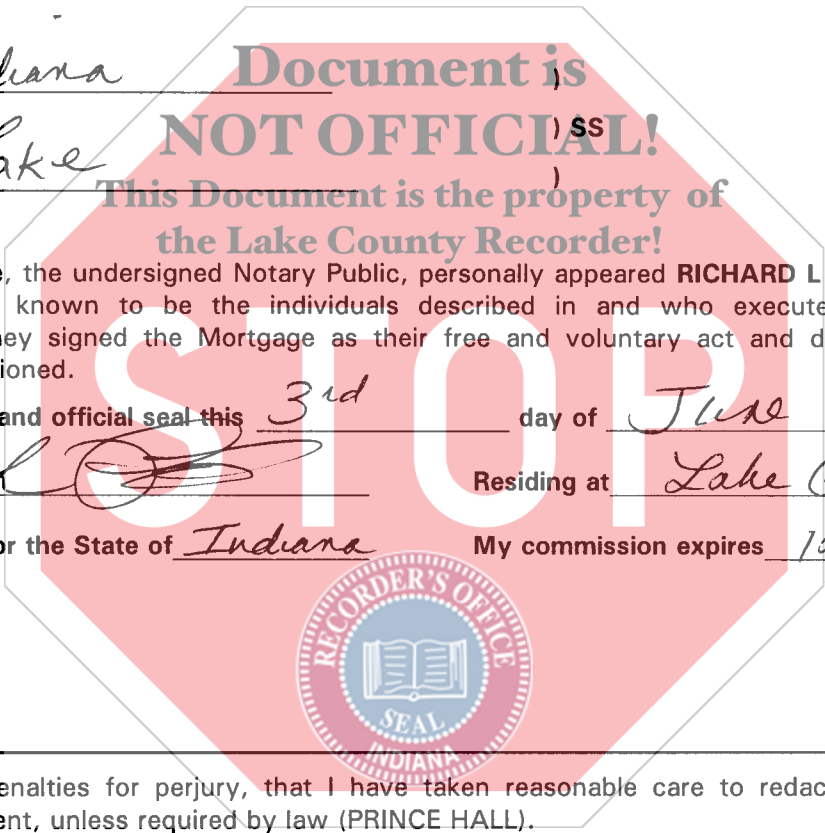 Document is
NOT OFFICIAL!
This Document is the property of
the Lake County Recorder!
diana )
) SS
ake )
, the undersigned Notary Public, personally appeared RICHARD L
known to be the individuals described in and who execute
ey signed the Mortgage as their free and voluntary act and d
ioned.
and official seal this 3rd day of June
Residing at Lake
r the State of Indiana My commission expires
STOP
RECORDER'S OFFICE
SEAL
INDIANA
enalties for perjury, that I have taken reasonable care to redac
ent, unless required by law (PRINCE HALL).